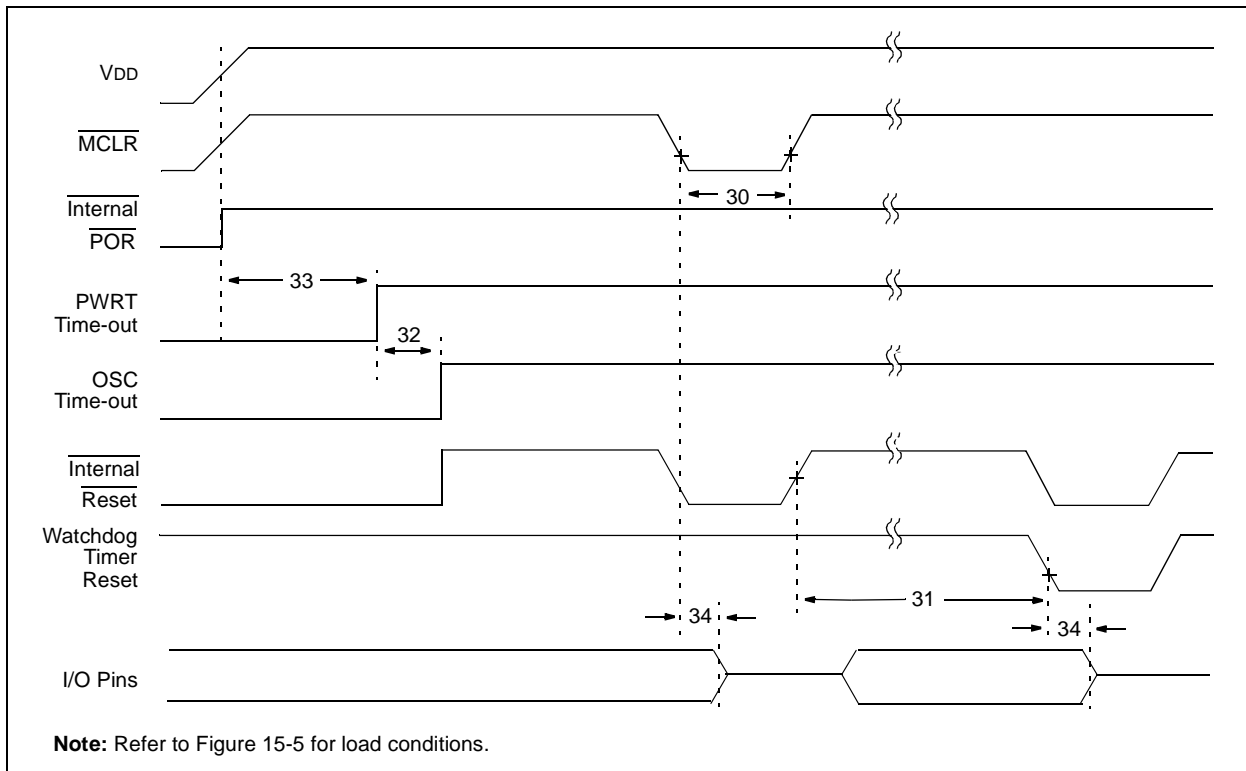 VDD
MCLR
30
Internal
POR
33
PWRT
Time-out
32
OSC
Time-out
Internal
Reset
Watchdog
Timer
Reset
31
34
34
I/O Pins
Note: Refer to Figure 15-5 for load conditions.